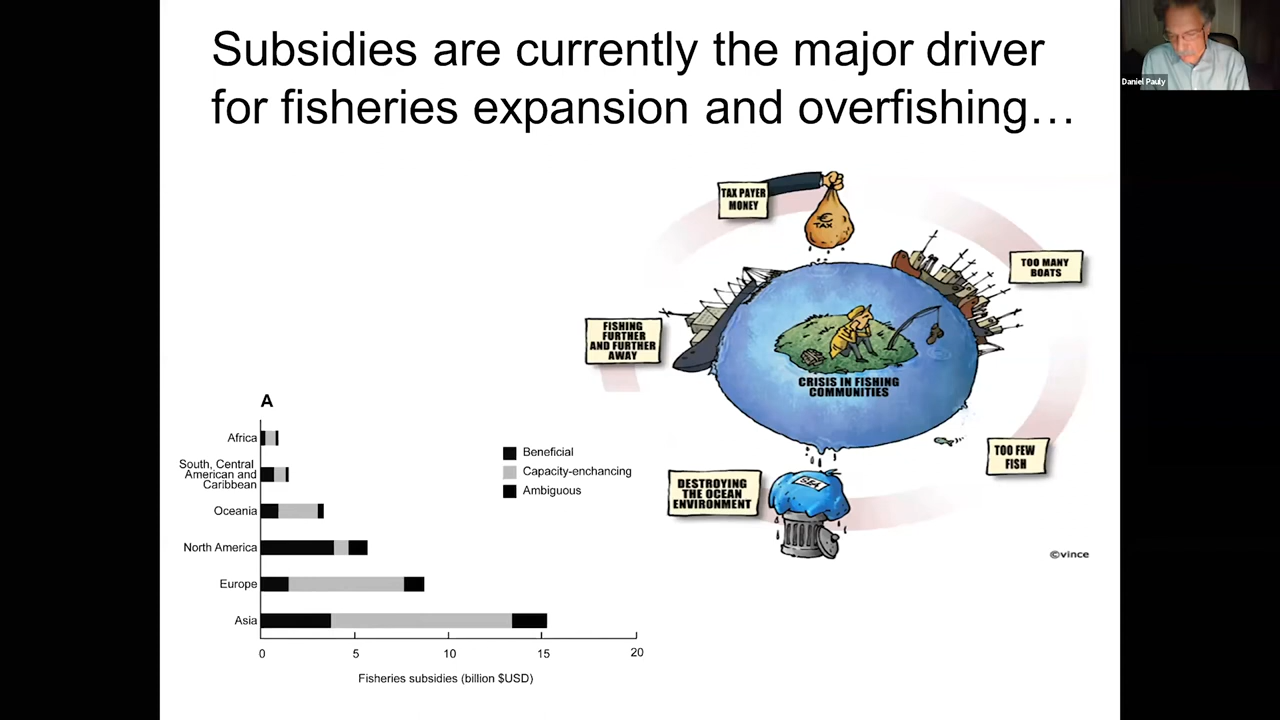 Subsidies are currently the major driver
for fisheries expansion and overfishing…
Daniel Pauly
TAX PAYER
MONEY
€
TAX
TOO MANY
BOATS
FISHING
FURTHER
AND FURTHER
AWAY
CRISIS IN FISHING
COMMUNITIES
TOO FEW
FISH
DESTROYING
THE OCEAN
ENVIRONMENT
SEA
©vince
A
Africa
South, Central
American and
Caribbean
Oceania
North America
Europe
Asia
Beneficial
Capacity-enchancing
Ambiguous
0 5 10 15 20
Fisheries subsidies (billion $USD)